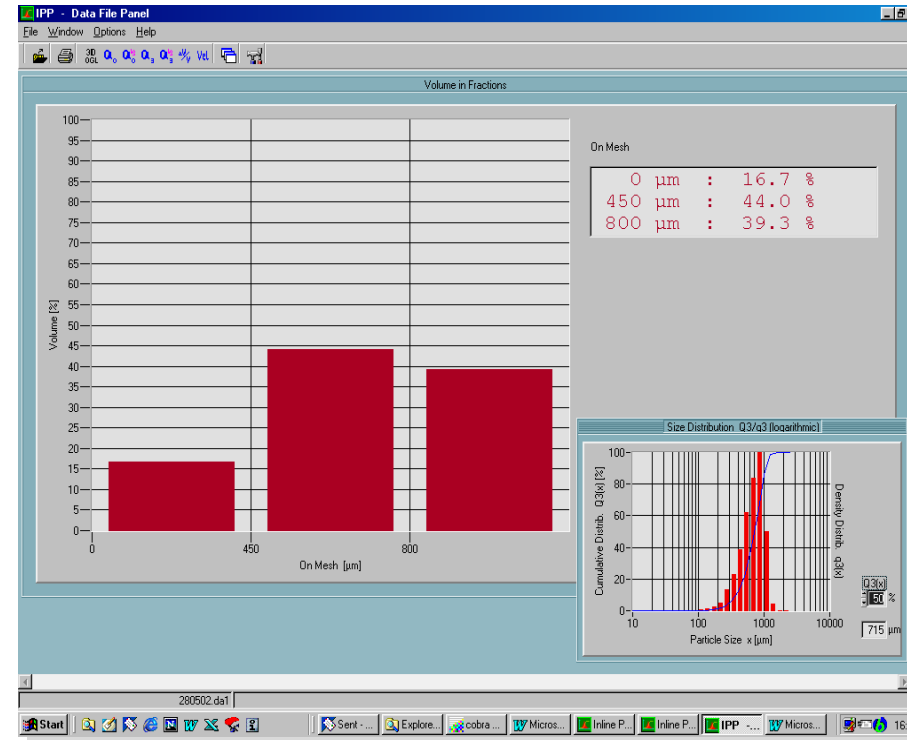 IPP - Data File Panel
File Window Options Help
3D OGL Vel
Volume in Fractions
100
95
90
85
80
75
70
65
60
55
50
45
40
35
30
25
20
15
10
5
0
Volume [%]
0 450 800
On Mesh [µm]
On Mesh
0 µm : 16.7 %
450 µm : 44.0 %
800 µm : 39.3 %
Size Distribution Q3/q3 (logarithmic)
100
80
60
40
20
0
Cumulative Distrib. Q3(x) [%]
Density Distrib. q3(x)
10 100 1000 10000
Particle Size x [µm]
Q3(x)
50 %
715 µm
280502.da1
Start Sent - ... Explore... cobra ... Micros... Inline P... Inline P... IPP - ... Micros... 16: